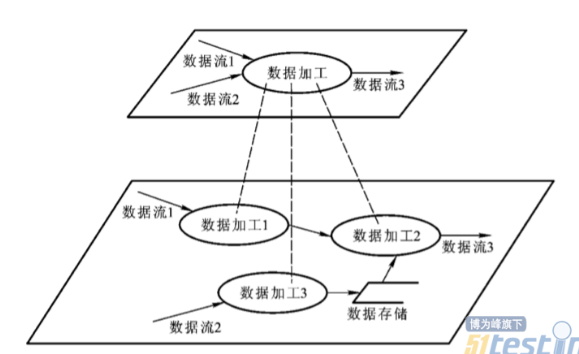 数据流1
数据加工
数据流3
数据流2
数据流1
数据加工1
数据加工2
数据流3
数据加工3
数据存储
数据流2
博为峰旗下
51testin